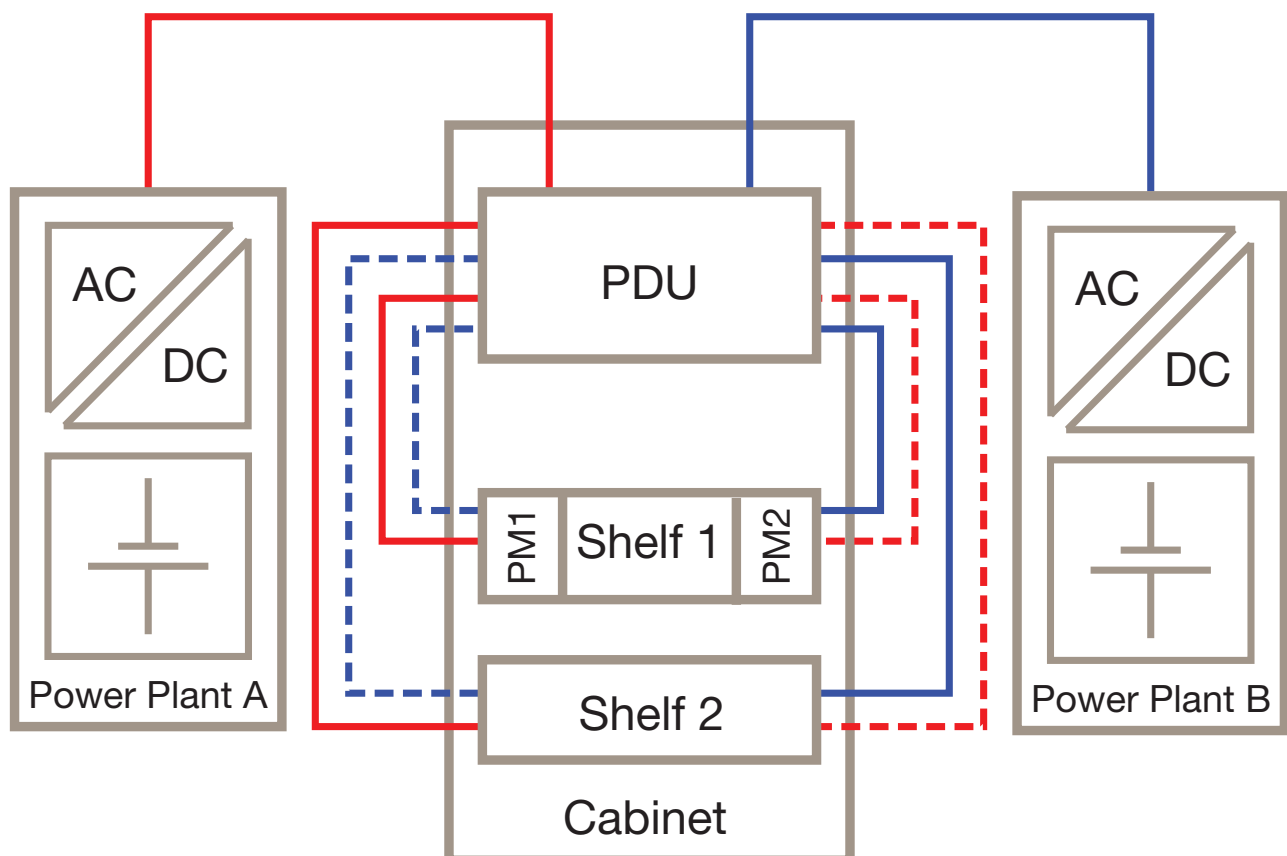 AC
DC
Power Plant A
PDU
PM1
Shelf 1
PM2
Shelf 2
Cabinet
AC
DC
Power Plant B